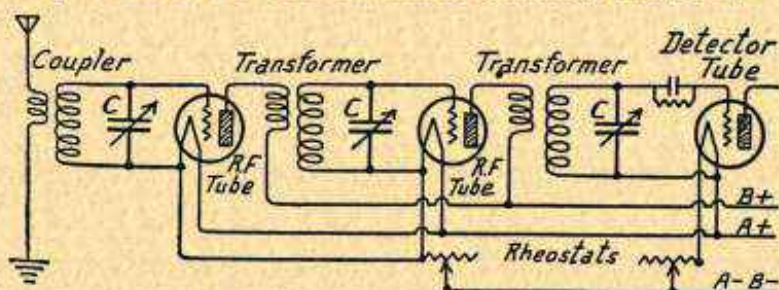 Coupler
Transformer
Transformer
Detector
Tube
C
C
C
R.F
Tube
R.F
Tube
B+
A+
Rheostats
A-B-